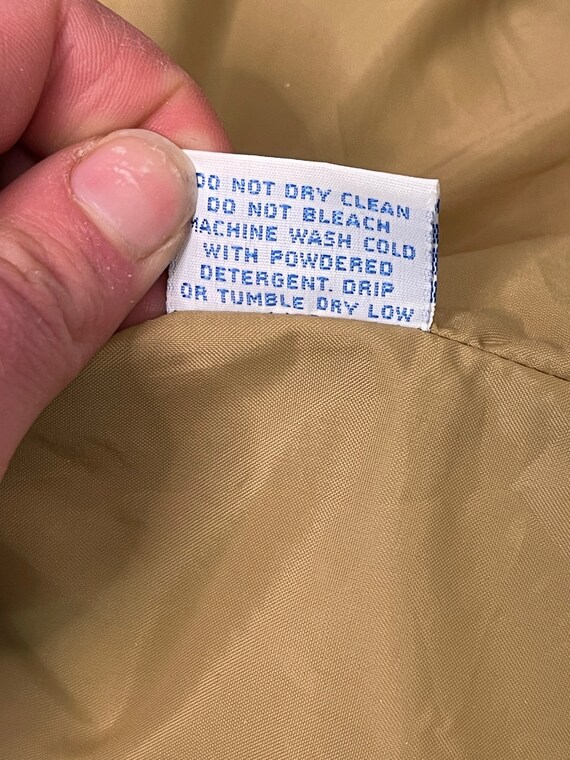 DO NOT DRY CLEAN
DO NOT BLEACH
MACHINE WASH COLD
WITH POWDERED
DETERGENT. DRIP
OR TUMBLE DRY LOW